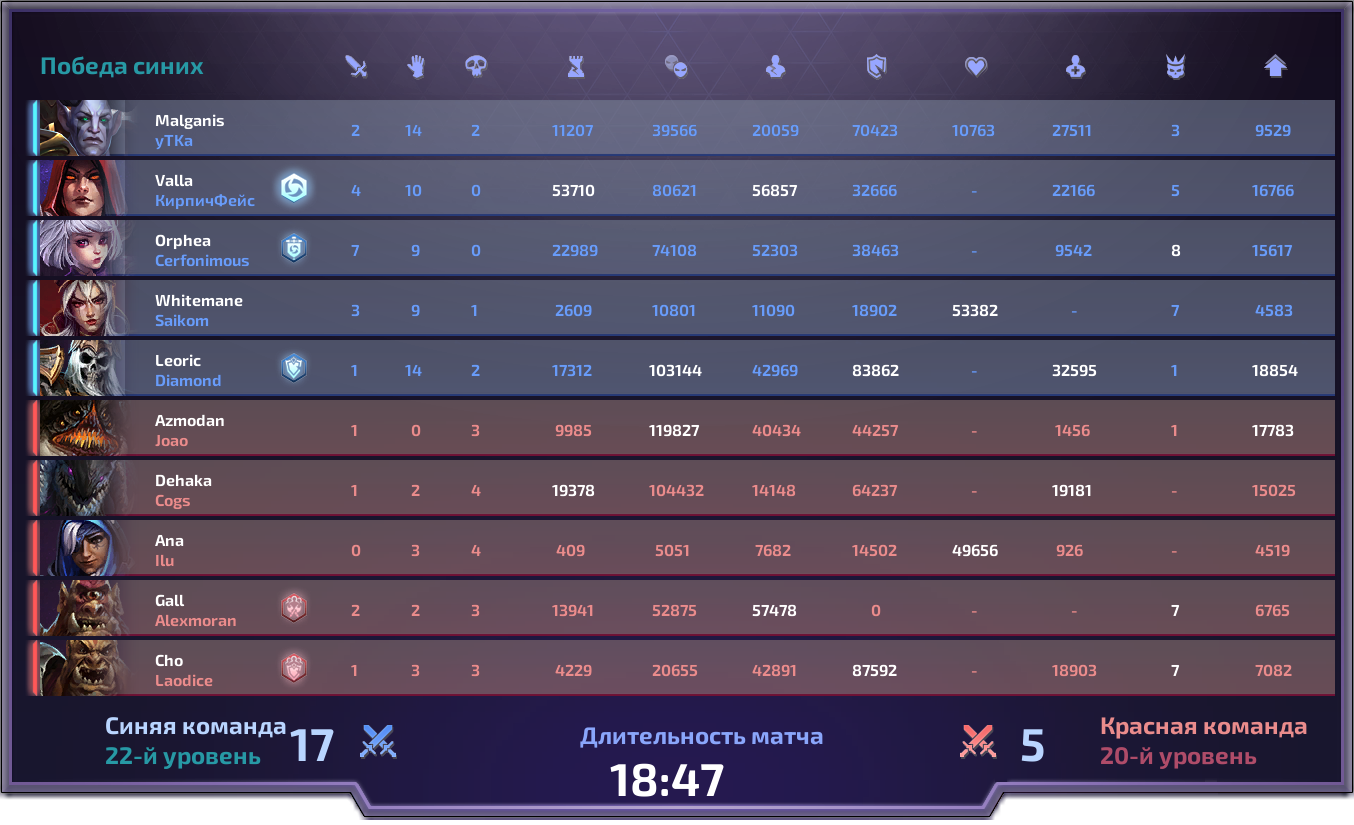 Победа синих
Malganis
yTKa
2 14 2 11207 39566 20059 70423 10763 27511 3 9529
Valla
КирпичФейс
4 10 0 53710 80621 56857 32666 - 22166 5 16766
Orphea
Cerfonimous
7 9 0 22989 74108 52303 38463 - 9542 8 15617
Whitemane
Saikom
3 9 1 2609 10801 11090 18902 53382 - 7 4583
Leoric
Diamond
1 14 2 17312 103144 42969 83862 - 32595 1 18854
Azmodan
Joao
1 0 3 9985 119827 40434 44257 - 1456 1 17783
Dehaka
Cogs
1 2 4 19378 104432 14148 64237 - 19181 - 15025
Ana
Ilu
0 3 4 409 5051 7682 14502 49656 926 - 4519
Gall
Alexmoran
2 2 3 13941 52875 57478 0 - - 7 6765
Cho
Laodice
1 3 3 4229 20655 42891 87592 - 18903 7 7082
Синяя команда
22-й уровень
17
Длительность матча
18:47
5
Красная команда
20-й уровень